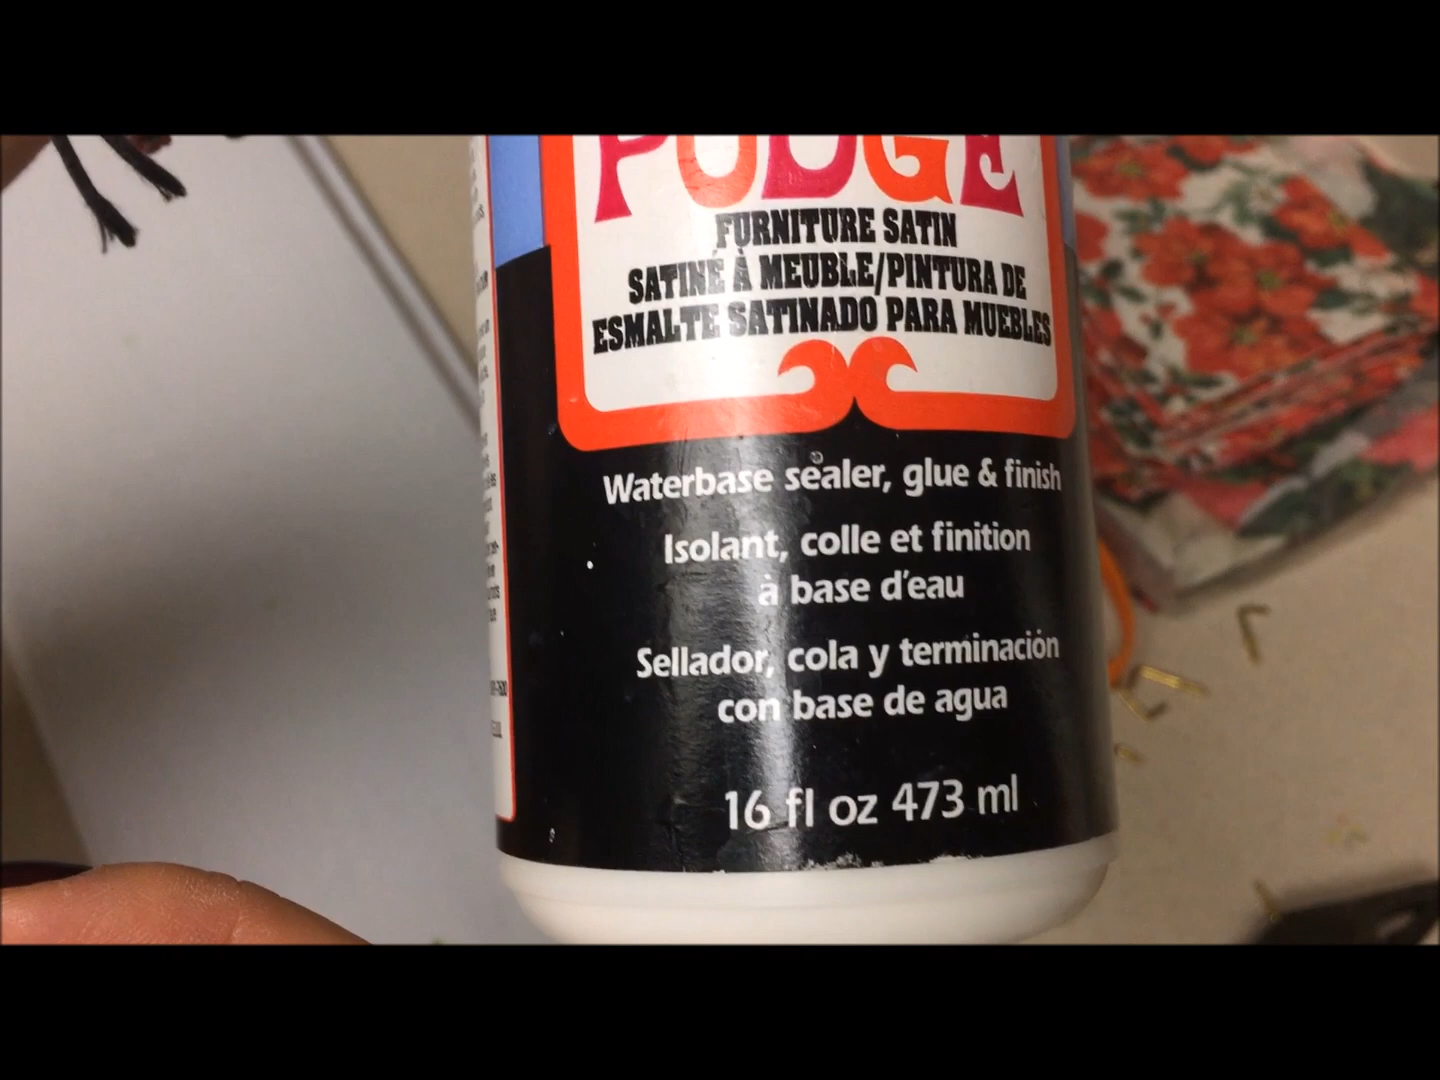 PODGE
FURNITURE SATIN
SATINÉ À MEUBLE/PINTURA DE
ESMALTE SATINADO PARA MUEBLES
Waterbase sealer, glue & finish
Isolant, colle et finition
à base d'eau
Sellador, cola y terminación
con base de agua
16 fl oz 473 ml